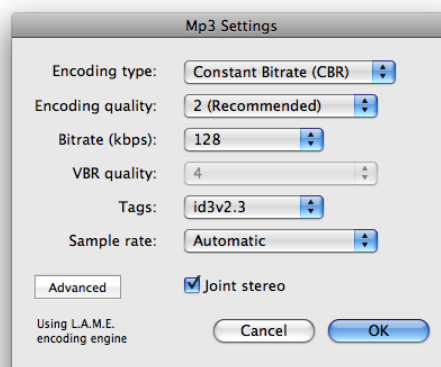 Mp3 Settings
Encoding type: Constant Bitrate (CBR)
Encoding quality: 2 (Recommended)
Bitrate (kbps): 128
VBR quality: 4
Tags: id3v2.3
Sample rate: Automatic
Advanced Joint stereo
Using L.A.M.E.
encoding engine
Cancel OK